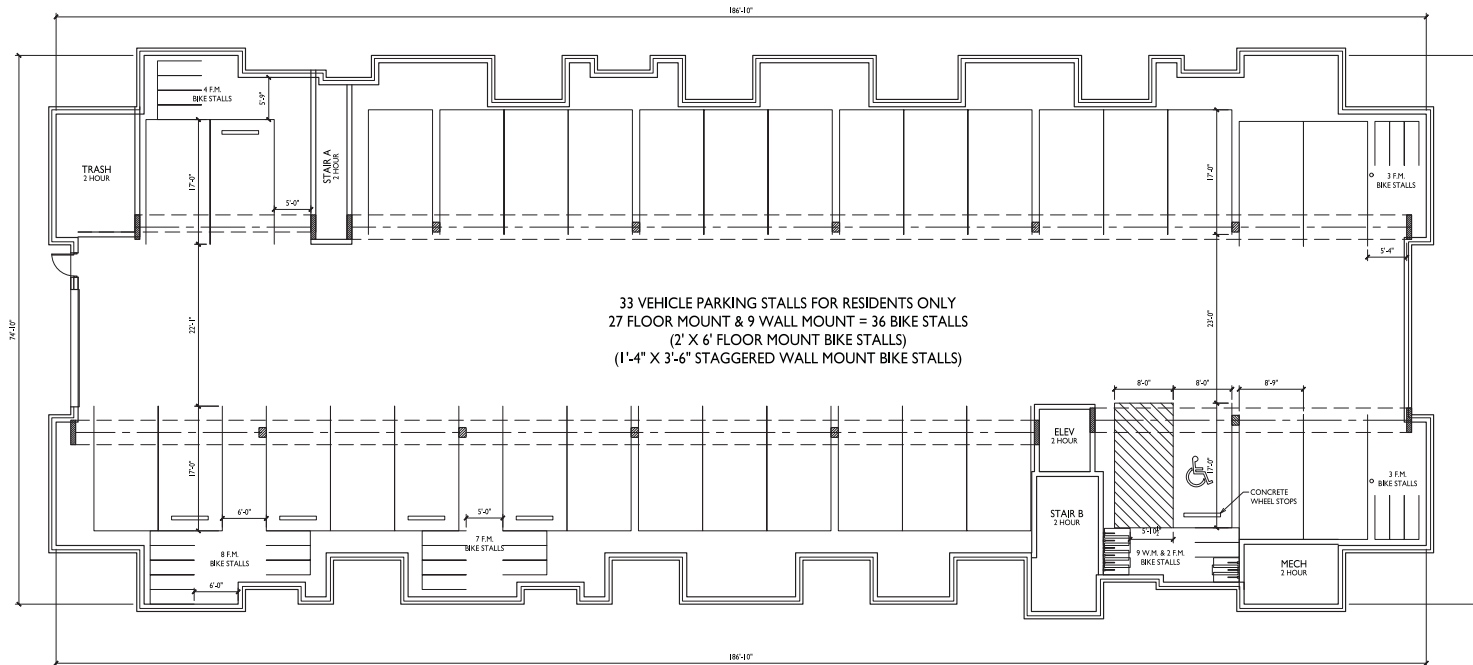 186'-10"
4 F.M.
BIKE STALLS
5'-9"
TRASH
2 HOUR
STAIR A
2 HOUR
17'-0"
5'-0"
17'-0"
3 F.M.
BIKE STALLS
5'-4"
74'-10"
22'-1"
33 VEHICLE PARKING STALLS FOR RESIDENTS ONLY
27 FLOOR MOUNT & 9 WALL MOUNT = 36 BIKE STALLS
(2' X 6' FLOOR MOUNT BIKE STALLS)
(1'-4" X 3'-6" STAGGERED WALL MOUNT BIKE STALLS)
23'-0"
8'-0"
8'-0"
8'-9"
ELEV
2 HOUR
17'-0"
17'-0"
3 F.M.
BIKE STALLS
CONCRETE
WHEEL STOPS
6'-0"
5'-0"
STAIR B
2 HOUR
8 F.M.
BIKE STALLS
7 F.M.
BIKE STALLS
5'-10½"
9 W.M. & 2 F.M.
BIKE STALLS
MECH
2 HOUR
6'-0"
186'-10"